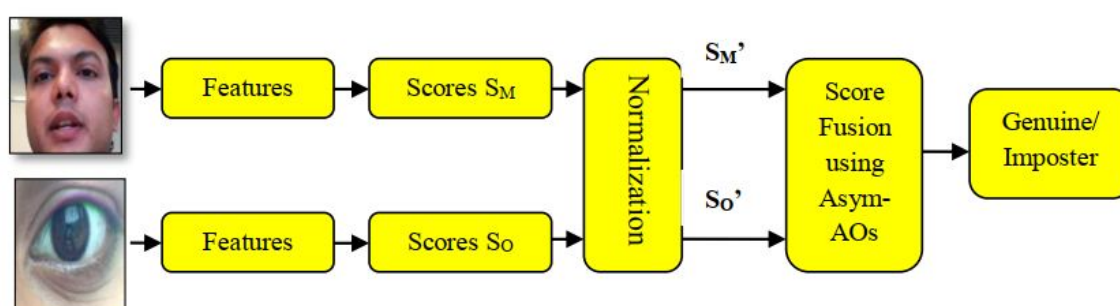 Features
Scores SM
Normalization
SM’
Score
Fusion
using
Asym-
AOs
Genuine/
Imposter
Features
Scores SO
SO’